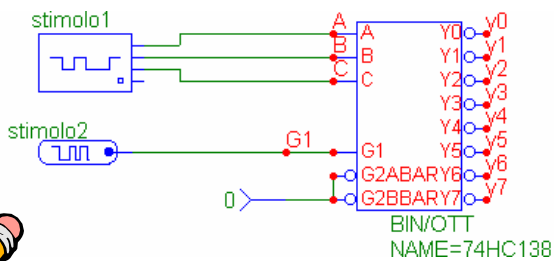 stimolo1
A
B
C
A
B
C
Y0
Y1
Y2
Y3
Y4
Y5
y0
y1
y2
y3
y4
y5
y6
y7
stimolo2
G1
G1
G2ABARY6
G2BBARY7
0
BIN/OTT
NAME=74HC138